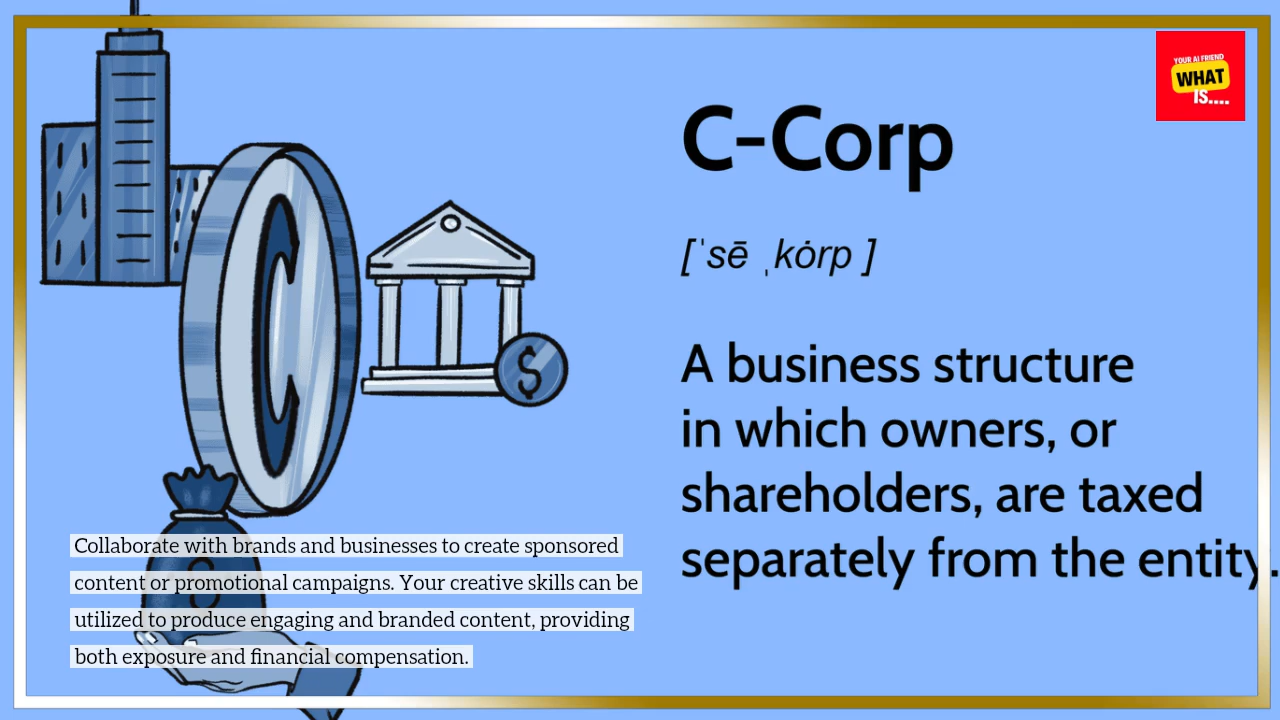 YOUR AI FRIEND
WHAT
IS....
C-Corp
[ˈsē ˌkȯrp ]
A business structure
in which owners, or
shareholders, are taxed
separately from the entity.
C
$
C
Collaborate with brands and businesses to create sponsored
content or promotional campaigns. Your creative skills can be
utilized to produce engaging and branded content, providing
both exposure and financial compensation.